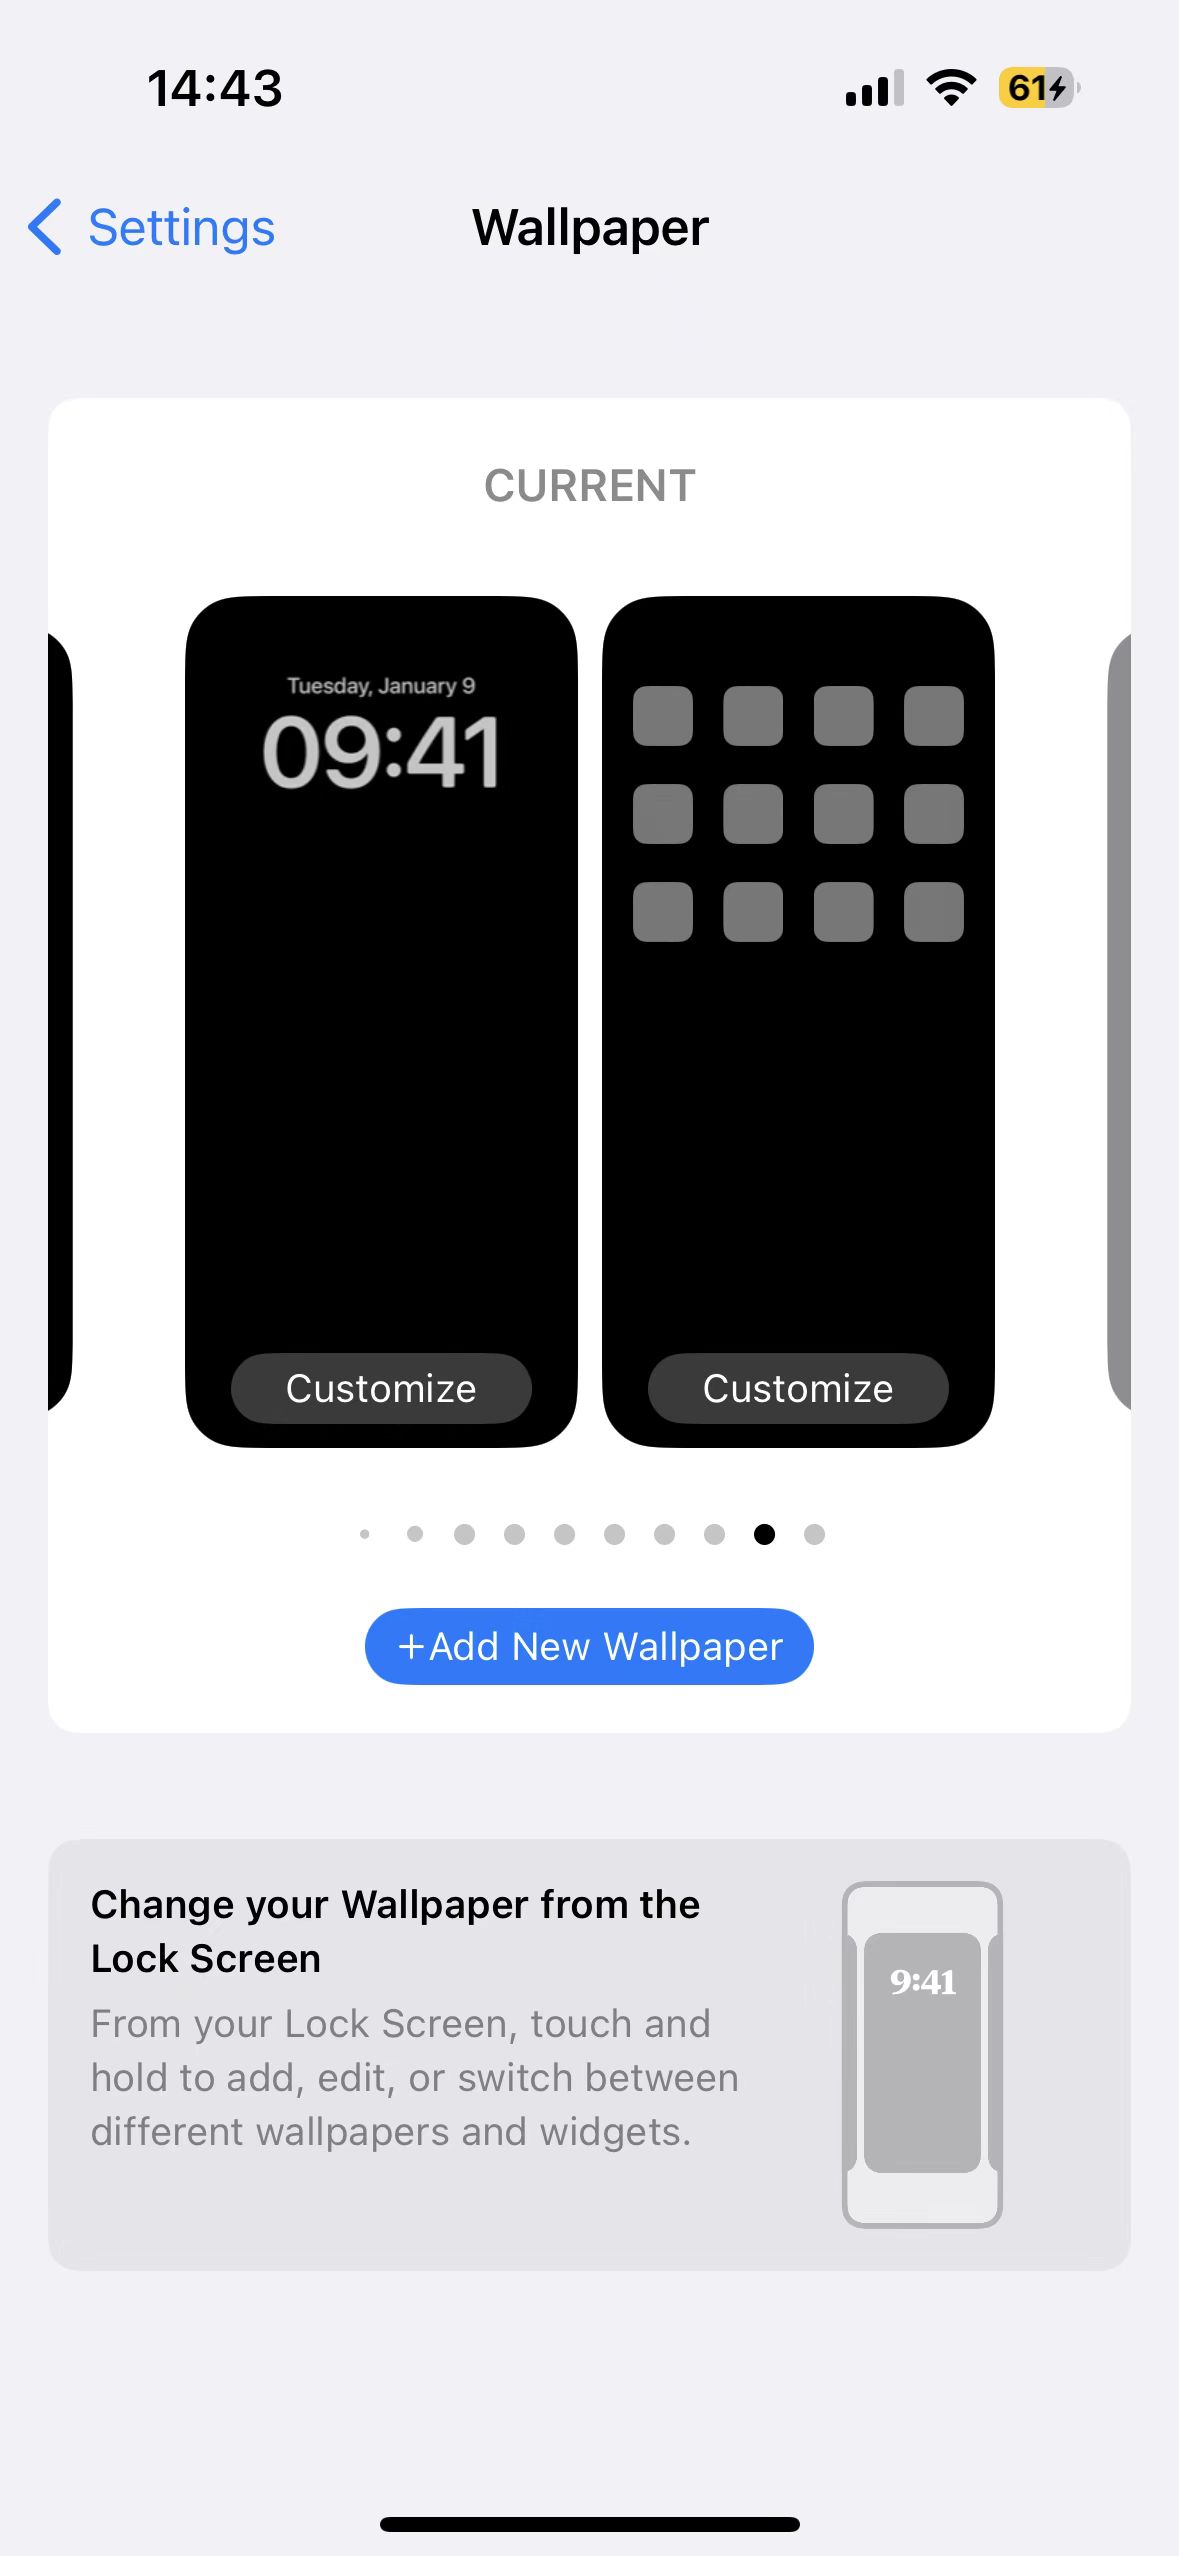 14:43
61
Settings
Wallpaper
CURRENT
Tuesday, January 9
09:41
Customize
Customize
+Add New Wallpaper
Change your Wallpaper from the
Lock Screen
From your Lock Screen, touch and
hold to add, edit, or switch between
different wallpapers and widgets.
9:41